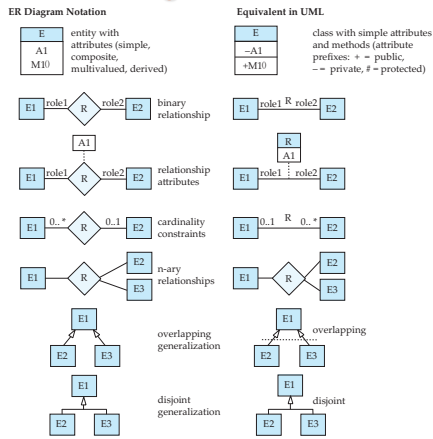 ER Diagram Notation
Equivalent in UML
E
A1
M1()
entity with
attributes (simple,
composite,
multivalued, derived)
E
–A1
+M1()
class with simple attributes
and methods (attribute
prefixes: + = public,
– = private, # = protected)
E1 role1 R role2 E2
binary
relationship
E1 role1 R role2 E2
A1
E1 role1 R role2 E2
relationship
attributes
R
A1
E1 role1 role2 E2
E1 0.. * R 0..1 E2
cardinality
constraints
E1 0..1 R 0.. * E2
E1 R E2
E3
n-ary
relationships
E1 R E2
E3
E1
E2 E3
overlapping
generalization
E1
overlapping
E2 E3
E1
E2 E3
disjoint
generalization
E1
disjoint
E2 E3